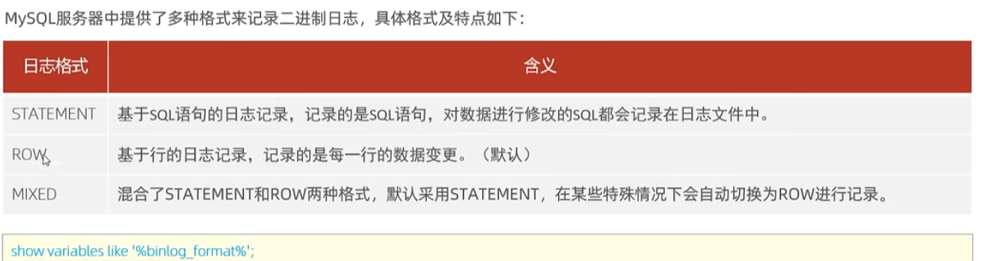 MySQL服务器中提供了多种格式来记录二进制日志，具体格式及特点如下：
日志格式 含义
STATEMENT 基于SQL语句的日志记录，记录的是SQL语句，对数据进行修改的SQL都会记录在日志文件中。
ROW 基于行的日志记录，记录的是每一行的数据变更。（默认）
MIXED 混合了STATEMENT和ROW两种格式，默认采用STATEMENT，在某些特殊情况下会自动切换为ROW进行记录。
show variables like '%binlog_format%';